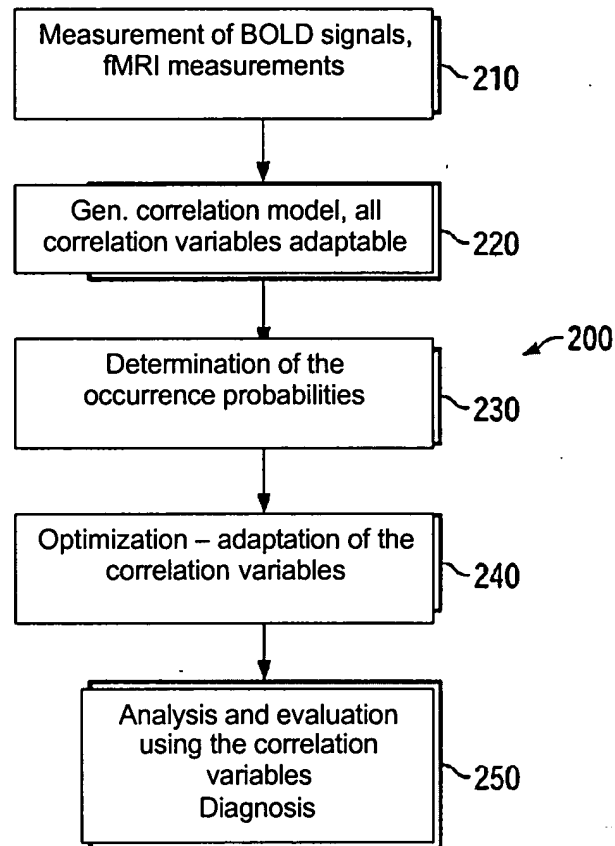 Measurement of BOLD signals,
fMRI measurements
210
Gen. correlation model, all
correlation variables adaptable
220
200
Determination of the
occurrence probabilities
230
Optimization – adaptation of the
correlation variables
240
Analysis and evaluation
using the correlation
variables
Diagnosis
250